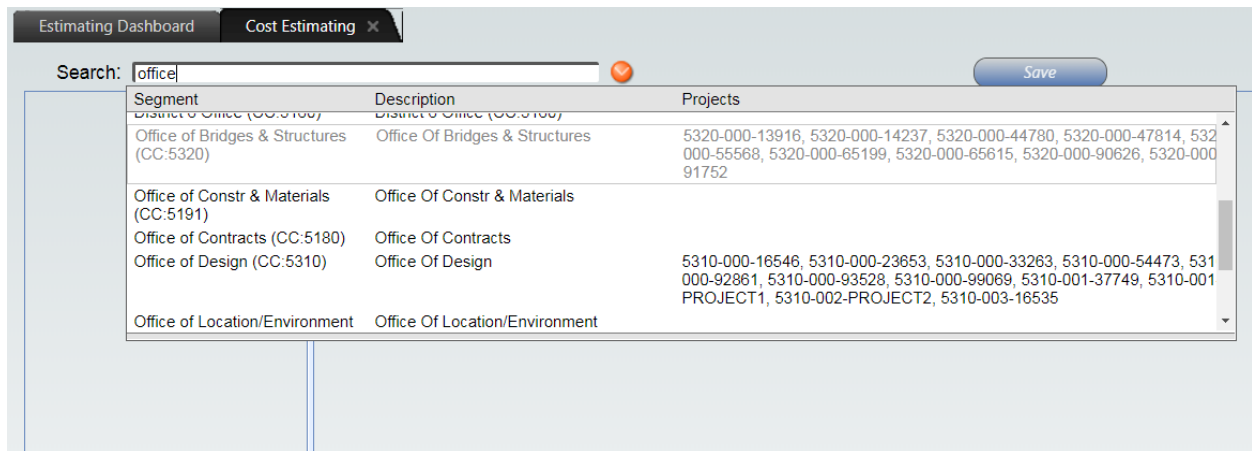 Estimating Dashboard Cost Estimating ×
Search: office Save
Segment Description Projects
Office of Bridges & Structures Office Of Bridges & Structures 5320-000-13916, 5320-000-14237, 5320-000-44780, 5320-000-47814, 532
(CC:5320) 000-55568, 5320-000-65199, 5320-000-65615, 5320-000-90626, 5320-000
91752
Office of Constr & Materials Office Of Constr & Materials
(CC:5191)
Office of Contracts (CC:5180) Office Of Contracts
Office of Design (CC:5310) Office Of Design 5310-000-16546, 5310-000-23653, 5310-000-33263, 5310-000-54473, 531
000-92861, 5310-000-93528, 5310-000-99069, 5310-001-37749, 5310-001
PROJECT1, 5310-002-PROJECT2, 5310-003-16535
Office of Location/Environment Office Of Location/Environment